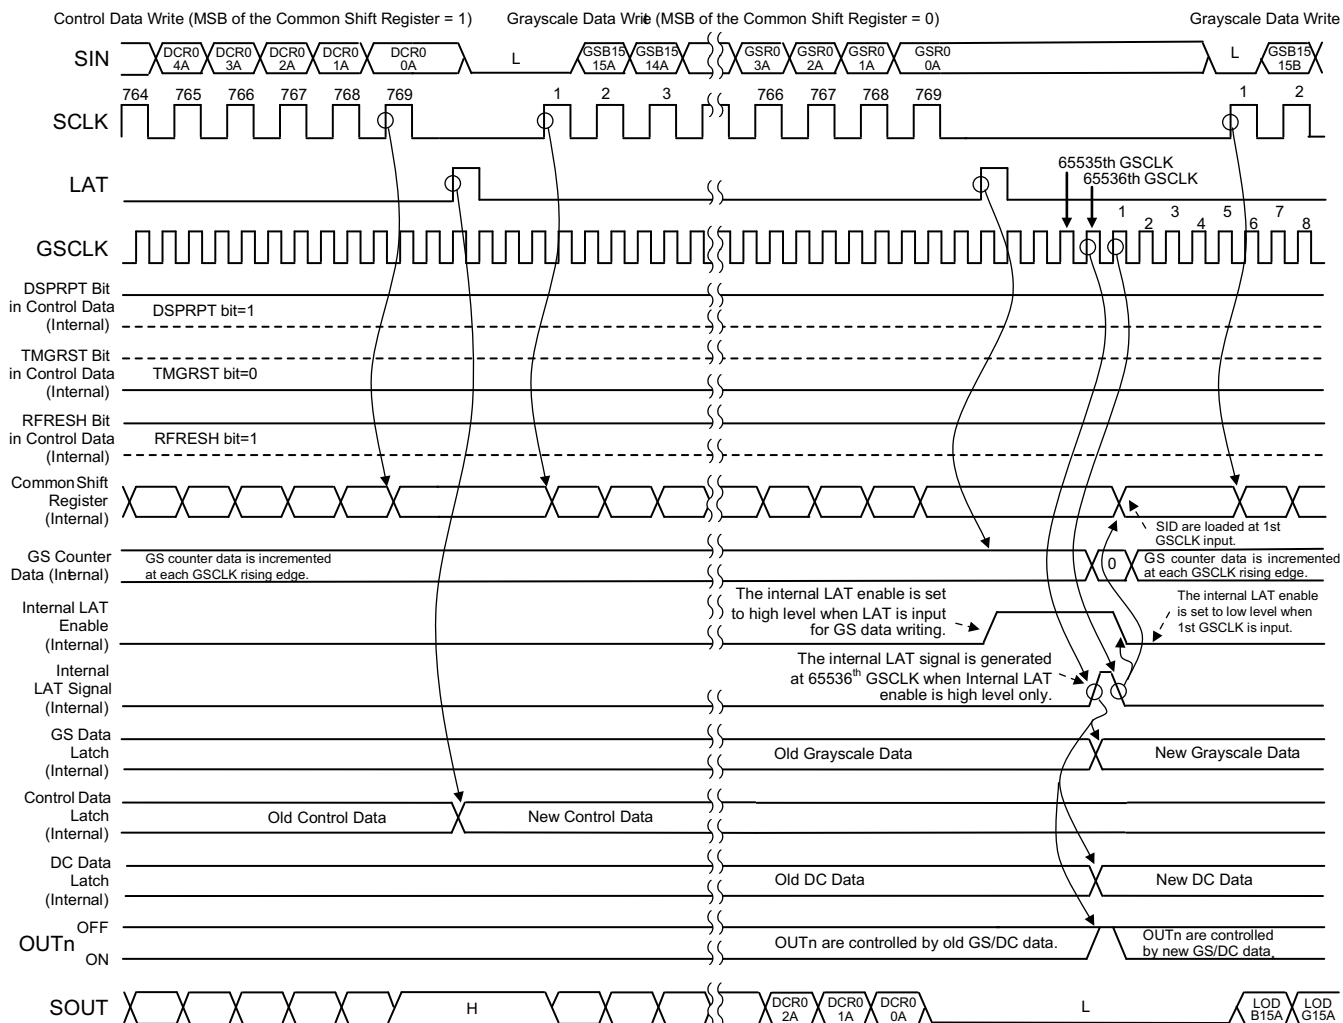 Control Data Write (MSB of the Common Shift Register = 1)
Grayscale Data Write (MSB of the Common Shift Register = 0)
Grayscale Data Write
SIN
DCR0 4A
DCR0 3A
DCR0 2A
DCR0 1A
DCR0 0A
L
GSB15 15A
GSB15 14A
GSR0 3A
GSR0 2A
GSR0 1A
GSR0 0A
L
GSB15 15B
SCLK
764 765 766 767 768 769 1 2 3 766 767 768 769 1 2
LAT
65535th GSCLK
65536th GSCLK
GSCLK
1 2 3 4 5 6 7 8
DSPRPT Bit
in Control Data
(Internal)
DSPRPT bit=1
TMGRST Bit
in Control Data
(Internal)
TMGRST bit=0
RFRESH Bit
in Control Data
(Internal)
RFRESH bit=1
Common Shift
Register
(Internal)
SID are loaded at 1st
GSCLK input.
GS Counter
Data (Internal)
GS counter data is incremented
at each GSCLK rising edge.
0
GS counter data is incremented
at each GSCLK rising edge.
Internal LAT
Enable
(Internal)
The internal LAT enable is set
to high level when LAT is input
for GS data writing.
The internal LAT enable
is set to low level when
1st GSCLK is input.
Internal
LAT Signal
(Internal)
The internal LAT signal is generated
at 65536th GSCLK when Internal LAT
enable is high level only.
GS Data
Latch
(Internal)
Old Grayscale Data
New Grayscale Data
Control Data
Latch
(Internal)
Old Control Data
New Control Data
DC Data
Latch
(Internal)
Old DC Data
New DC Data
OUTn
OFF
ON
OUTn are controlled by old GS/DC data.
OUTn are controlled
by new GS/DC data.
SOUT
H
DCR0 2A
DCR0 1A
DCR0 0A
L
LOD B15A
LOD G15A